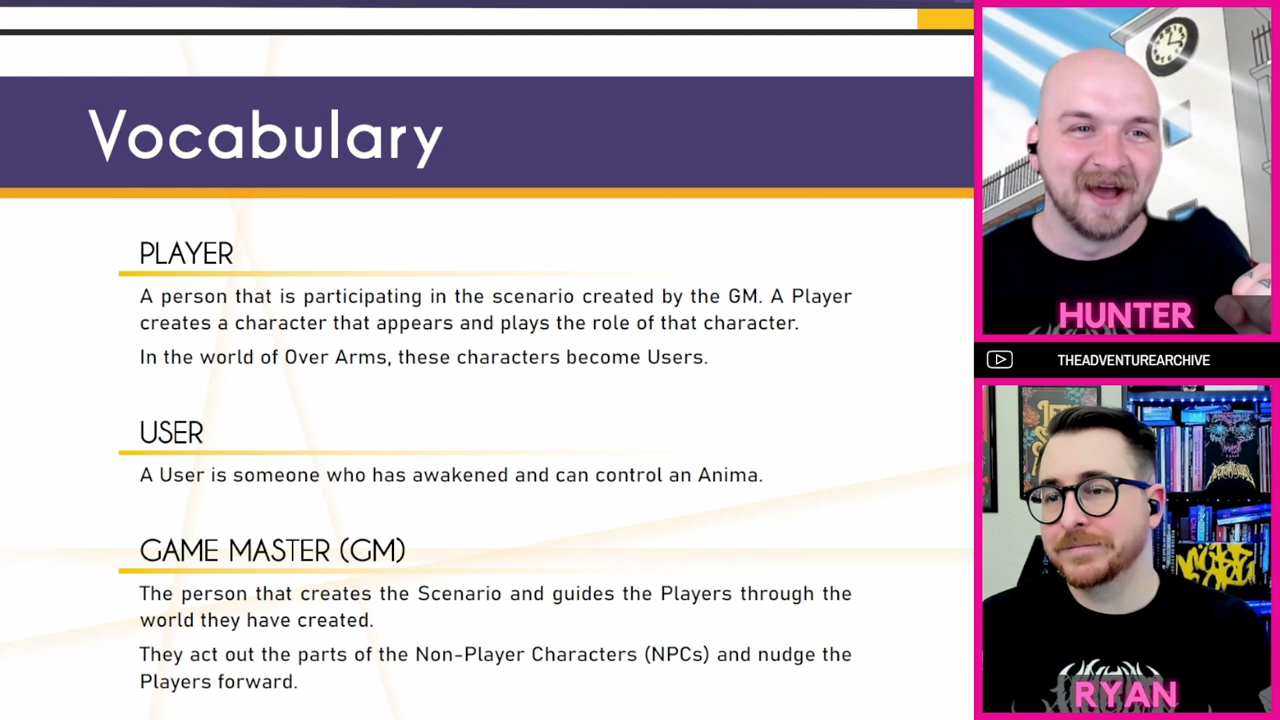 Vocabulary
PLAYER
A person that is participating in the scenario created by the GM. A Player
creates a character that appears and plays the role of that character.
In the world of Over Arms, these characters become Users.
USER
A User is someone who has awakened and can control an Anima.
GAME MASTER (GM)
The person that creates the Scenario and guides the Players through the
world they have created.
They act out the parts of the Non-Player Characters (NPCs) and nudge the
Players forward.
HUNTER
THEADVENTUREARCHIVE
RYAN